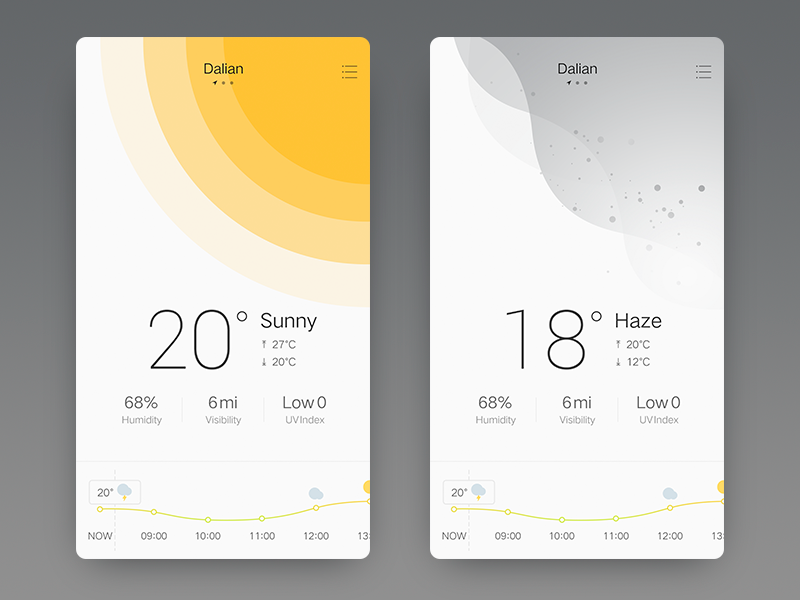 Dalian
20° Sunny
27°C
20°C
68% 6mi Low 0
Humidity Visibility UVIndex
20°
NOW 09:00 10:00 11:00 12:00
Dalian
18° Haze
20°C
12°C
68% 6mi Low 0
Humidity Visibility UVIndex
20°
NOW 09:00 10:00 11:00 12:00